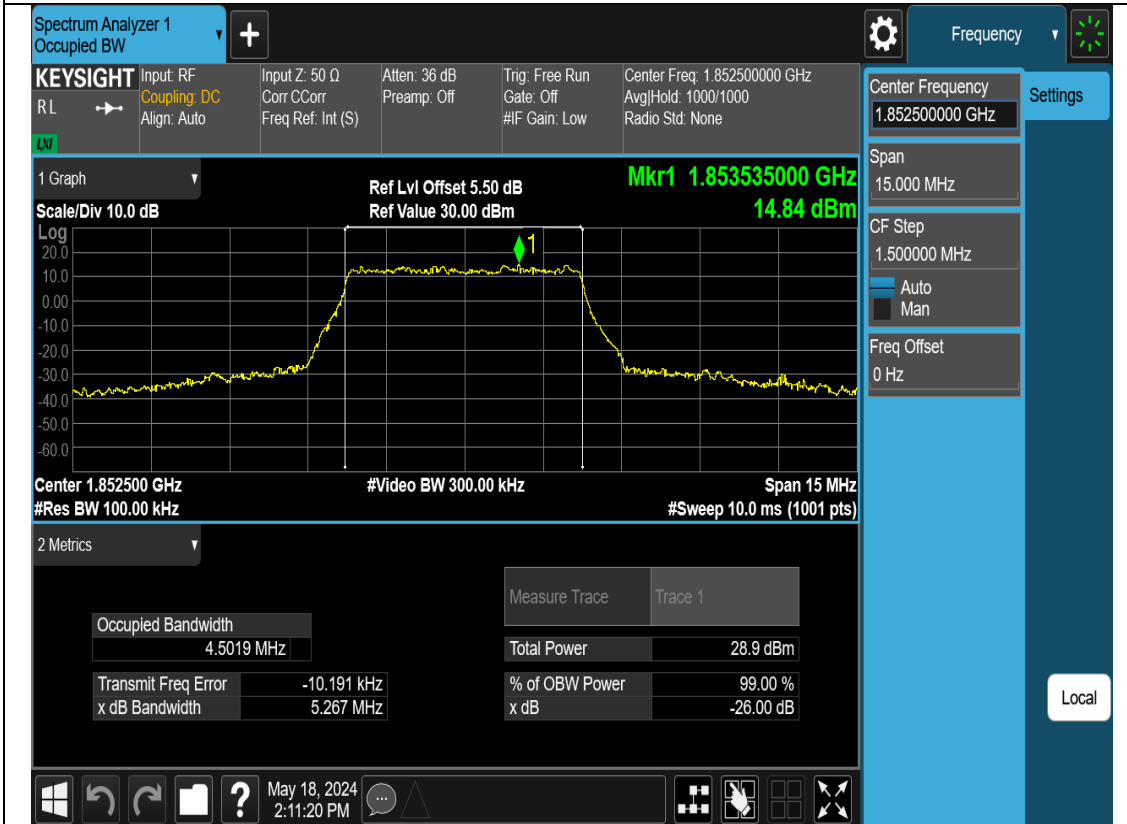 Spectrum Analyzer 1
Occupied BW
+
Frequency
KEYSIGHT
RL
LXI
Input: RF
Coupling: DC
Align: Auto
Input Z: 50 Ω
Corr CCorr
Freq Ref: Int (S)
Atten: 36 dB
Preamp: Off
Trig: Free Run
Gate: Off
#IF Gain: Low
Center Freq: 1.852500000 GHz
Avg|Hold: 1000/1000
Radio Std: None
Center Frequency
1.852500000 GHz
Settings
Span
15.000 MHz
CF Step
1.500000 MHz
Auto
Man
Freq Offset
0 Hz
Local
1 Graph
Scale/Div 10.0 dB
Ref Lvl Offset 5.50 dB
Ref Value 30.00 dBm
Mkr1 1.853535000 GHz
14.84 dBm
Log
20.0
10.0
0.00
-10.0
-20.0
-30.0
-40.0
-50.0
-60.0
1
Center 1.852500 GHz
#Video BW 300.00 kHz
Span 15 MHz
#Res BW 100.00 kHz
#Sweep 10.0 ms (1001 pts)
2 Metrics
Measure Trace Trace 1
Occupied Bandwidth
4.5019 MHz
Total Power 28.9 dBm
Transmit Freq Error -10.191 kHz
% of OBW Power 99.00 %
x dB Bandwidth 5.267 MHz
x dB -26.00 dB
?
May 18, 2024
2:11:20 PM